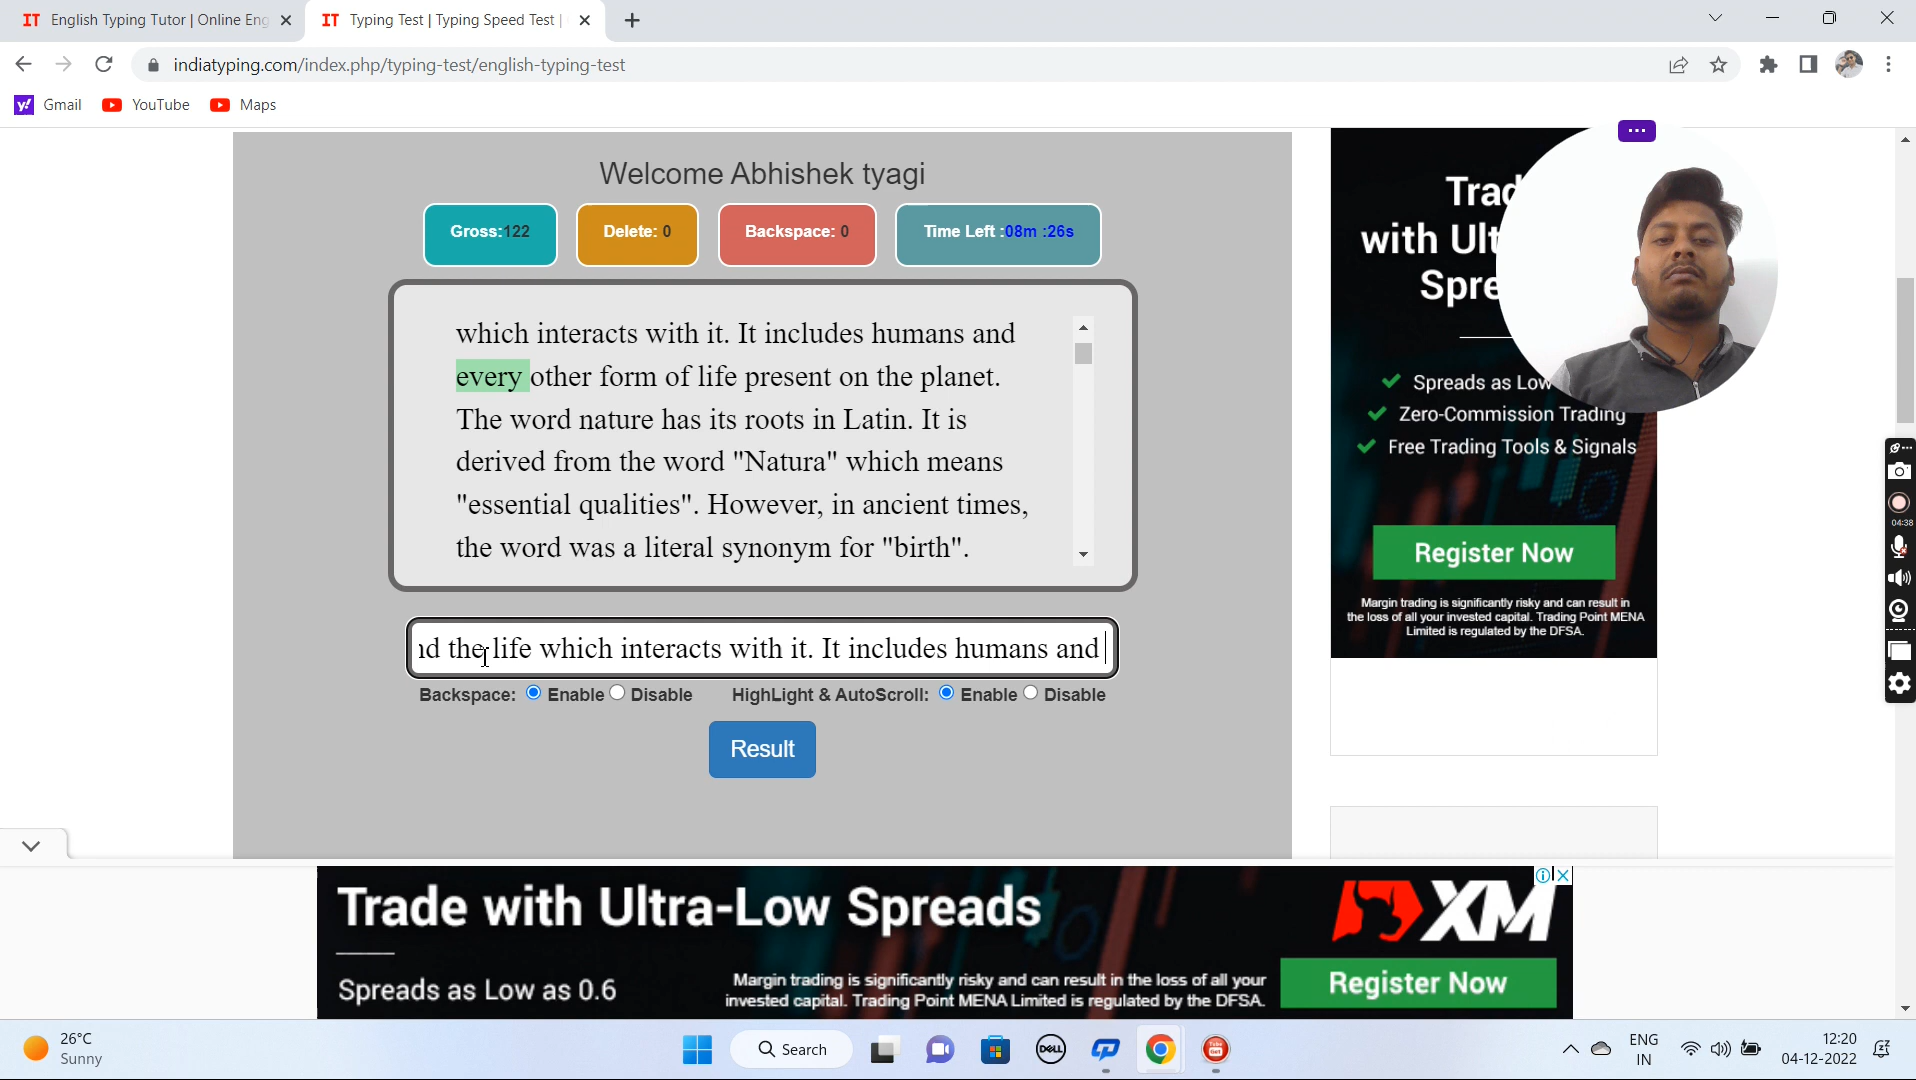 IT English Typing Tutor | Online Eng
IT Typing Test | Typing Speed Test |
indiatyping.com/index.php/typing-test/english-typing-test
y! Gmail YouTube Maps
Welcome Abhishek tyagi
Gross:122 Delete: 0 Backspace: 0 Time Left :08m :26s
which interacts with it. It includes humans and
every other form of life present on the planet.
The word nature has its roots in Latin. It is
derived from the word "Natura" which means
"essential qualities". However, in ancient times,
the word was a literal synonym for "birth".
nd the life which interacts with it. It includes humans and
Backspace: Enable Disable HighLight & AutoScroll: Enable Disable
Result
Trad
with Ult
Spre
Spreads as Low
Zero-Commission Trading
Free Trading Tools & Signals
Register Now
Margin trading is significantly risky and can result in
the loss of all your invested capital. Trading Point MENA
Limited is regulated by the DFSA.
04:38
Trade with Ultra-Low Spreads
Spreads as Low as 0.6
Margin trading is significantly risky and can result in the loss of all your
invested capital. Trading Point MENA Limited is regulated by the DFSA.
XM
Register Now
26°C
Sunny
Search
DELL
ENG
IN
12:20
04-12-2022